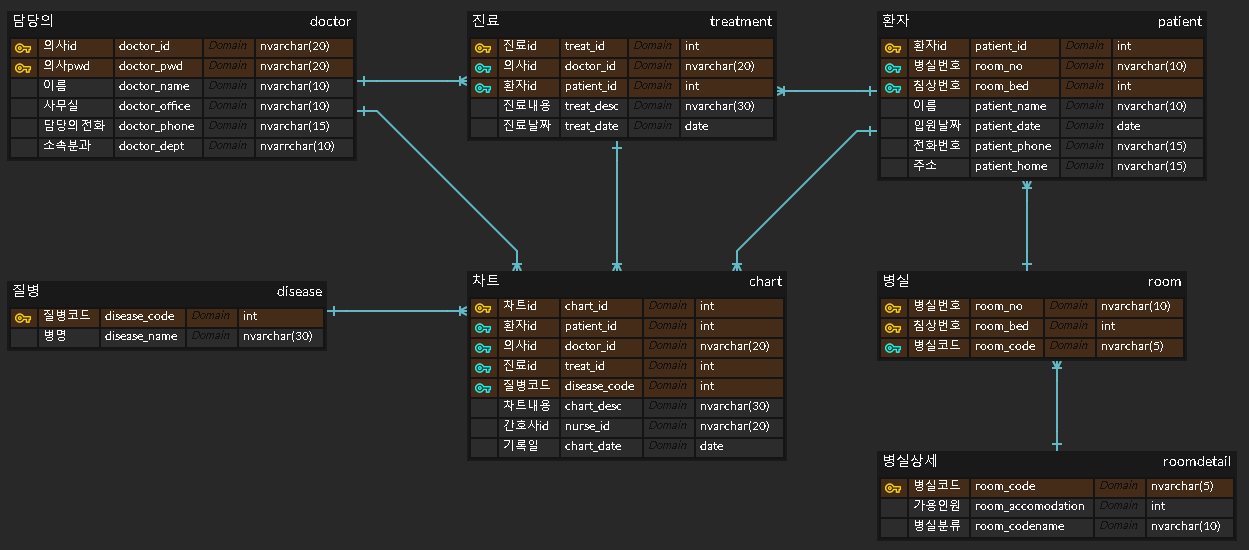 담당의 doctor
의사id doctor_id Domain nvarchar(20)
의사pwd doctor_pwd Domain nvarchar(20)
이름 doctor_name Domain nvarchar(10)
사무실 doctor_office Domain nvarchar(10)
담당의전화 doctor_phone Domain nvarchar(15)
소속분과 doctor_dept Domain nvarrchar(10)
진료 treatment
진료id treat_id Domain int
의사id doctor_id Domain nvarchar(20)
환자id patient_id Domain int
진료내용 treat_desc Domain nvarchar(30)
진료날짜 treat_date Domain date
환자 patient
환자id patient_id Domain int
병실번호 room_no Domain nvarchar(10)
침상번호 room_bed Domain int
이름 patient_name Domain nvarchar(10)
입원날짜 patient_date Domain date
전화번호 patient_phone Domain nvarchar(15)
주소 patient_home Domain nvarchar(15)
질병 disease
질병코드 disease_code Domain int
병명 disease_name Domain nvarchar(30)
차트 chart
차트id chart_id Domain int
환자id patient_id Domain int
의사id doctor_id Domain nvarchar(20)
진료id treat_id Domain int
질병코드 disease_code Domain int
차트내용 chart_desc Domain nvarchar(30)
간호사id nurse_id Domain nvarchar(20)
기록일 chart_date Domain date
병실 room
병실번호 room_no Domain nvarchar(10)
침상번호 room_bed Domain int
병실코드 room_code Domain nvarchar(5)
병실상세 roomdetail
병실코드 room_code Domain nvarchar(5)
가용인원 room_accomodation Domain int
병실분류 room_codename Domain nvarchar(10)